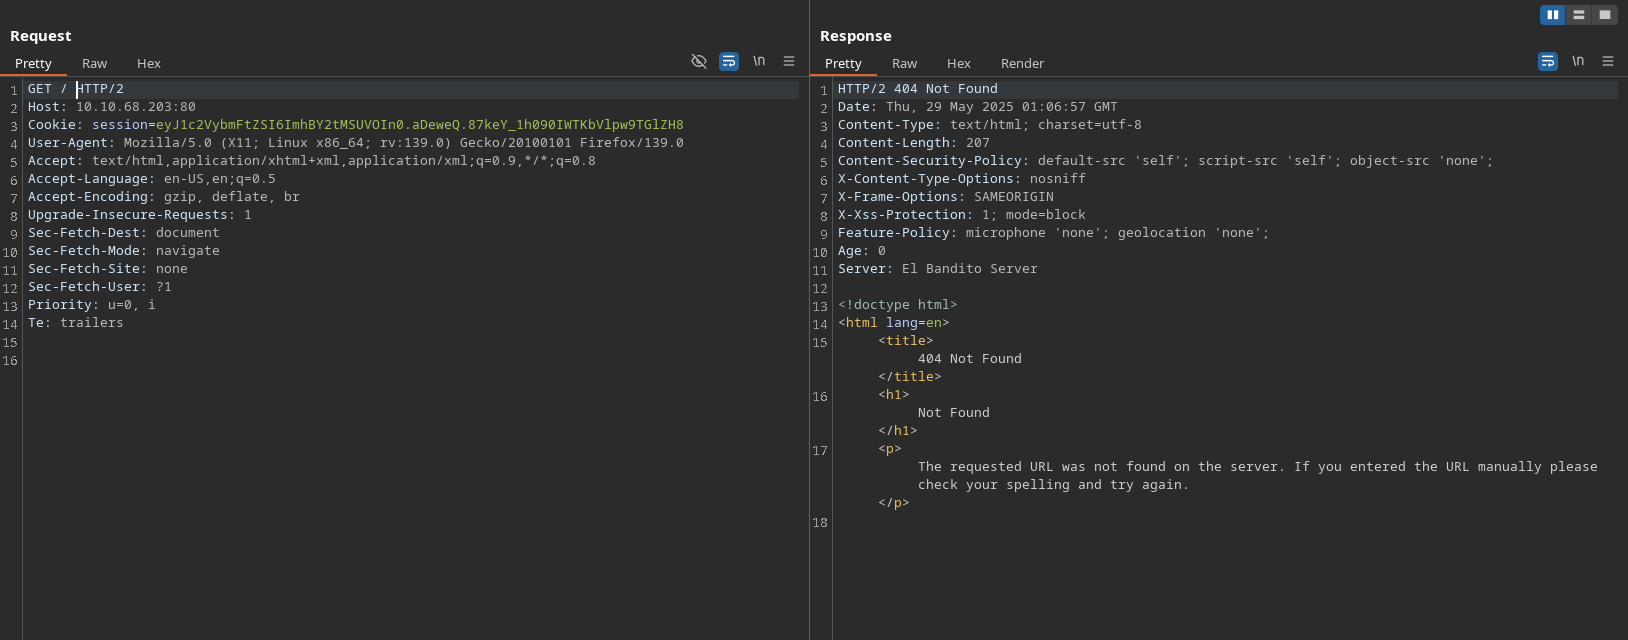 Request
Pretty Raw Hex
\n
1 GET / HTTP/2
2 Host: 10.10.68.203:80
3 Cookie: session=eyJ1c2VybmFtZSI6ImhBY2tMSUVOIn0.aDeweQ.87keY_1h090IWTKbVlpw9TGlZH8
4 User-Agent: Mozilla/5.0 (X11; Linux x86_64; rv:139.0) Gecko/20100101 Firefox/139.0
5 Accept: text/html,application/xhtml+xml,application/xml;q=0.9,*/*;q=0.8
6 Accept-Language: en-US,en;q=0.5
7 Accept-Encoding: gzip, deflate, br
8 Upgrade-Insecure-Requests: 1
9 Sec-Fetch-Dest: document
10 Sec-Fetch-Mode: navigate
11 Sec-Fetch-Site: none
12 Sec-Fetch-User: ?1
13 Priority: u=0, i
14 Te: trailers
15
16
Response
Pretty Raw Hex Render
\n
1 HTTP/2 404 Not Found
2 Date: Thu, 29 May 2025 01:06:57 GMT
3 Content-Type: text/html; charset=utf-8
4 Content-Length: 207
5 Content-Security-Policy: default-src 'self'; script-src 'self'; object-src 'none';
6 X-Content-Type-Options: nosniff
7 X-Frame-Options: SAMEORIGIN
8 X-Xss-Protection: 1; mode=block
9 Feature-Policy: microphone 'none'; geolocation 'none';
10 Age: 0
11 Server: El Bandito Server
12
13 <!doctype html>
14 <html lang=en>
15 <title>
404 Not Found
</title>
16 <h1>
Not Found
</h1>
17 <p>
The requested URL was not found on the server. If you entered the URL manually please
check your spelling and try again.
</p>
18